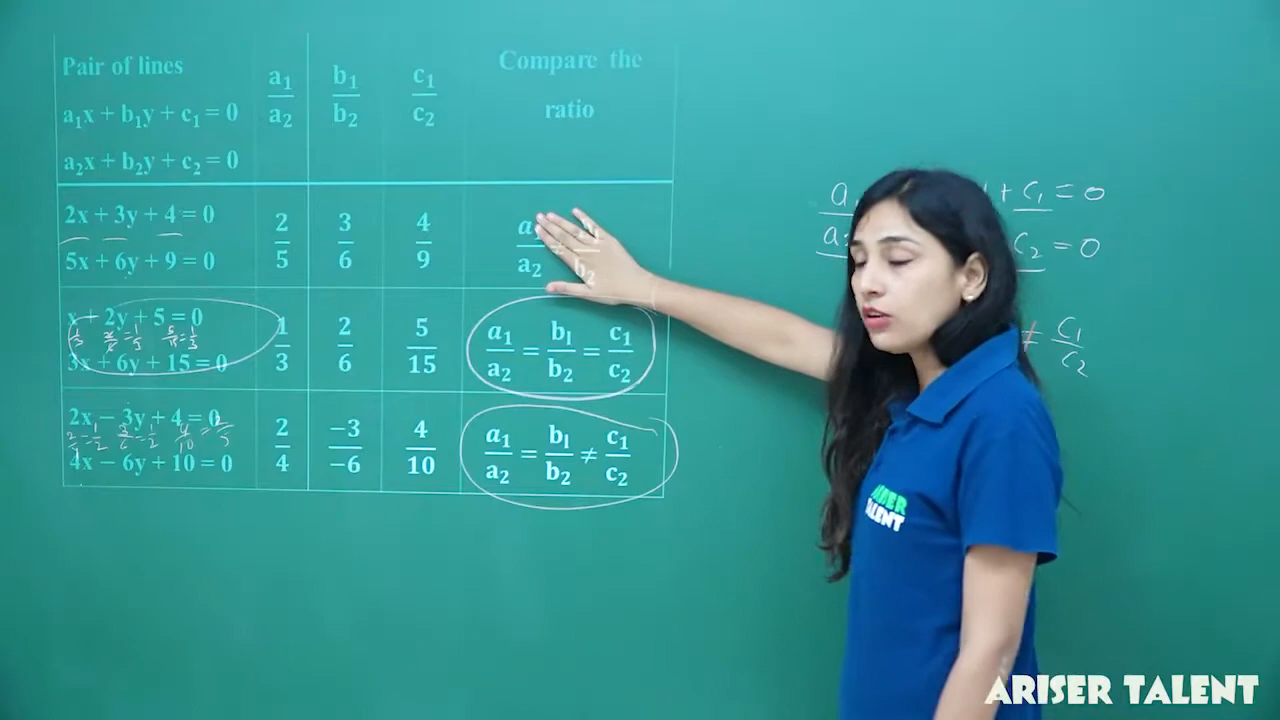 Pair of lines
a₁x + b₁y + c₁ = 0
a₂x + b₂y + c₂ = 0
a₁/a₂
b₁/b₂
c₁/c₂
Compare the
ratio
2x + 3y + 4 = 0
5x + 6y + 9 = 0
2/5
3/6
4/9
x + 2y + 5 = 0
3x + 6y + 15 = 0
1/3
2/6
5/15
a₁/a₂ = b₁/b₂ = c₁/c₂
2x − 3y + 4 = 0
4x − 6y + 10 = 0
2/4
−3/−6
4/10
a₁/a₂ = b₁/b₂ ≠ c₁/c₂
+ c₁ = 0
c₂ = 0
≠ c₁/c₂
TALENT
ARISER TALENT